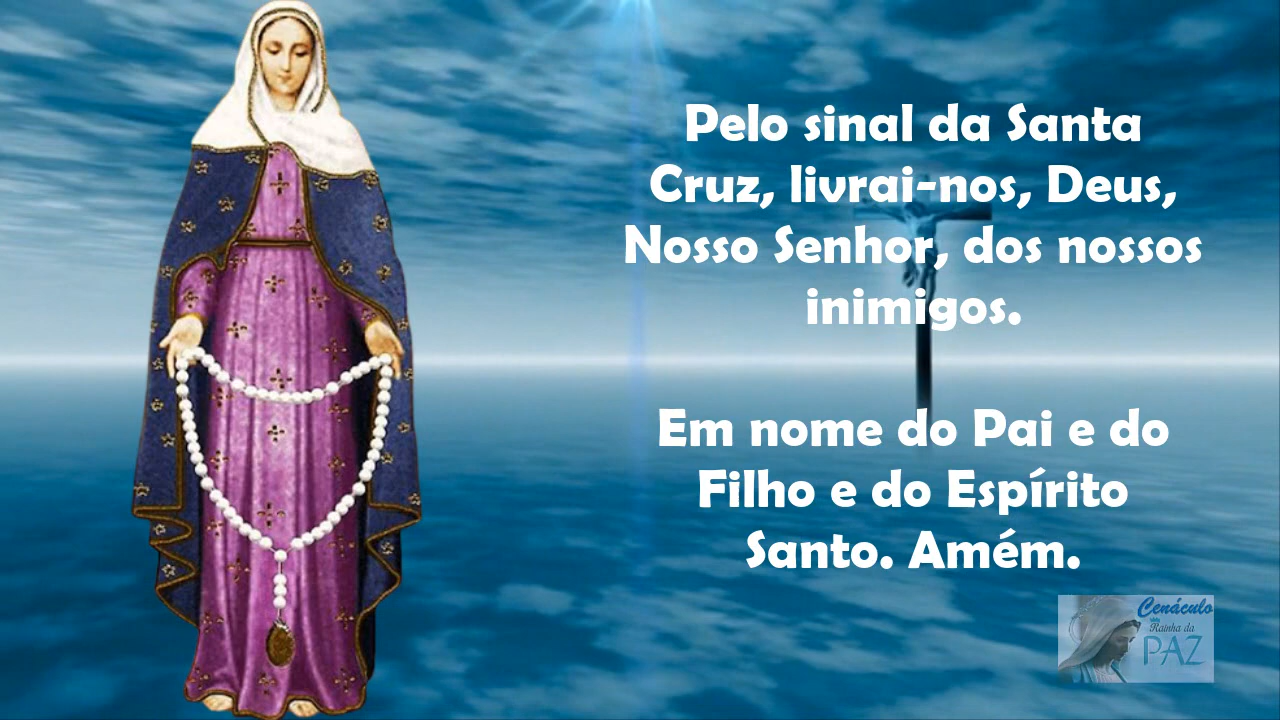 Pelo sinal da Santa
Cruz, livrai-nos, Deus,
Nosso Senhor, dos nossos
inimigos.
Em nome do Pai e do
Filho e do Espírito
Santo. Amém.
Cenáculo
Rainha da
PAZ